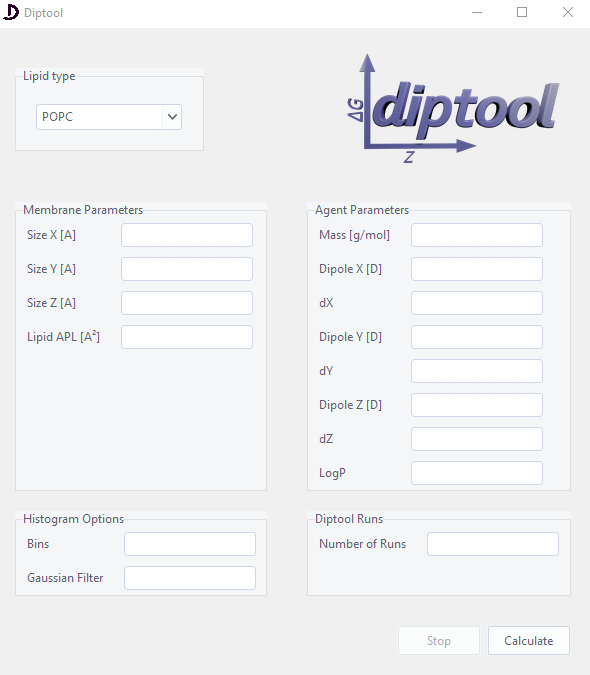 Diptool
Lipid type
POPC
ΔG
diptool
Z
Membrane Parameters
Size X [A]
Size Y [A]
Size Z [A]
Lipid APL [A²]
Agent Parameters
Mass [g/mol]
Dipole X [D]
dX
Dipole Y [D]
dY
Dipole Z [D]
dZ
LogP
Histogram Options
Bins
Gaussian Filter
Diptool Runs
Number of Runs
Stop
Calculate